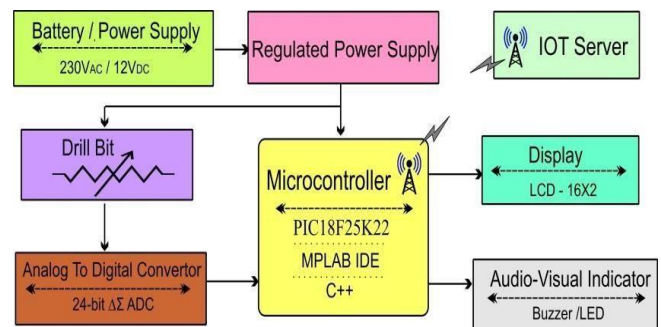 Battery / Power Supply
230VAC / 12VDC
Regulated Power Supply
IOT Server
Drill Bit
Microcontroller
PIC18F25K22
MPLAB IDE
C++
Display
LCD - 16X2
Analog To Digital Convertor
24-bit ΔΣ ADC
Audio-Visual Indicator
Buzzer /LED